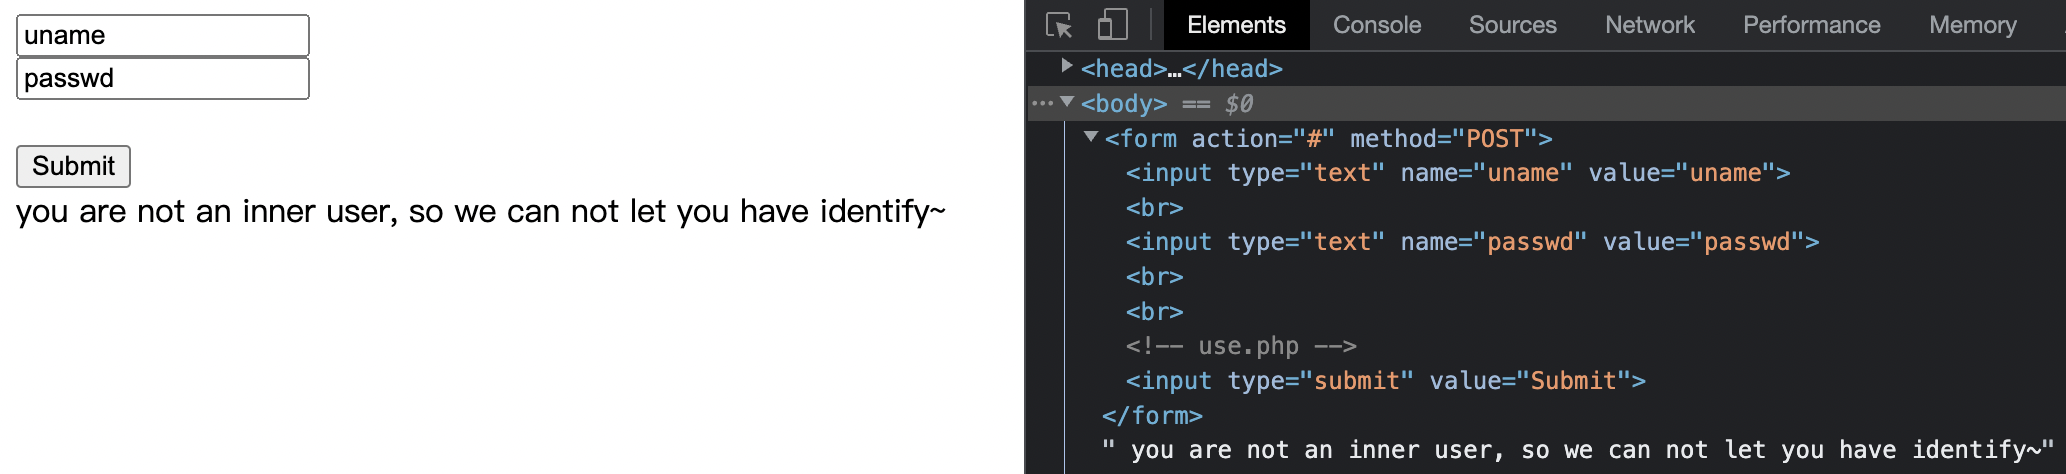 uname
passwd
Submit
you are not an inner user, so we can not let you have identify~
Elements Console Sources Network Performance Memory
<head>…</head>
<body> == $0
<form action="#" method="POST">
<input type="text" name="uname" value="uname">
<br>
<input type="text" name="passwd" value="passwd">
<br>
<br>
<!-- use.php -->
<input type="submit" value="Submit">
</form>
" you are not an inner user, so we can not let you have identify~"